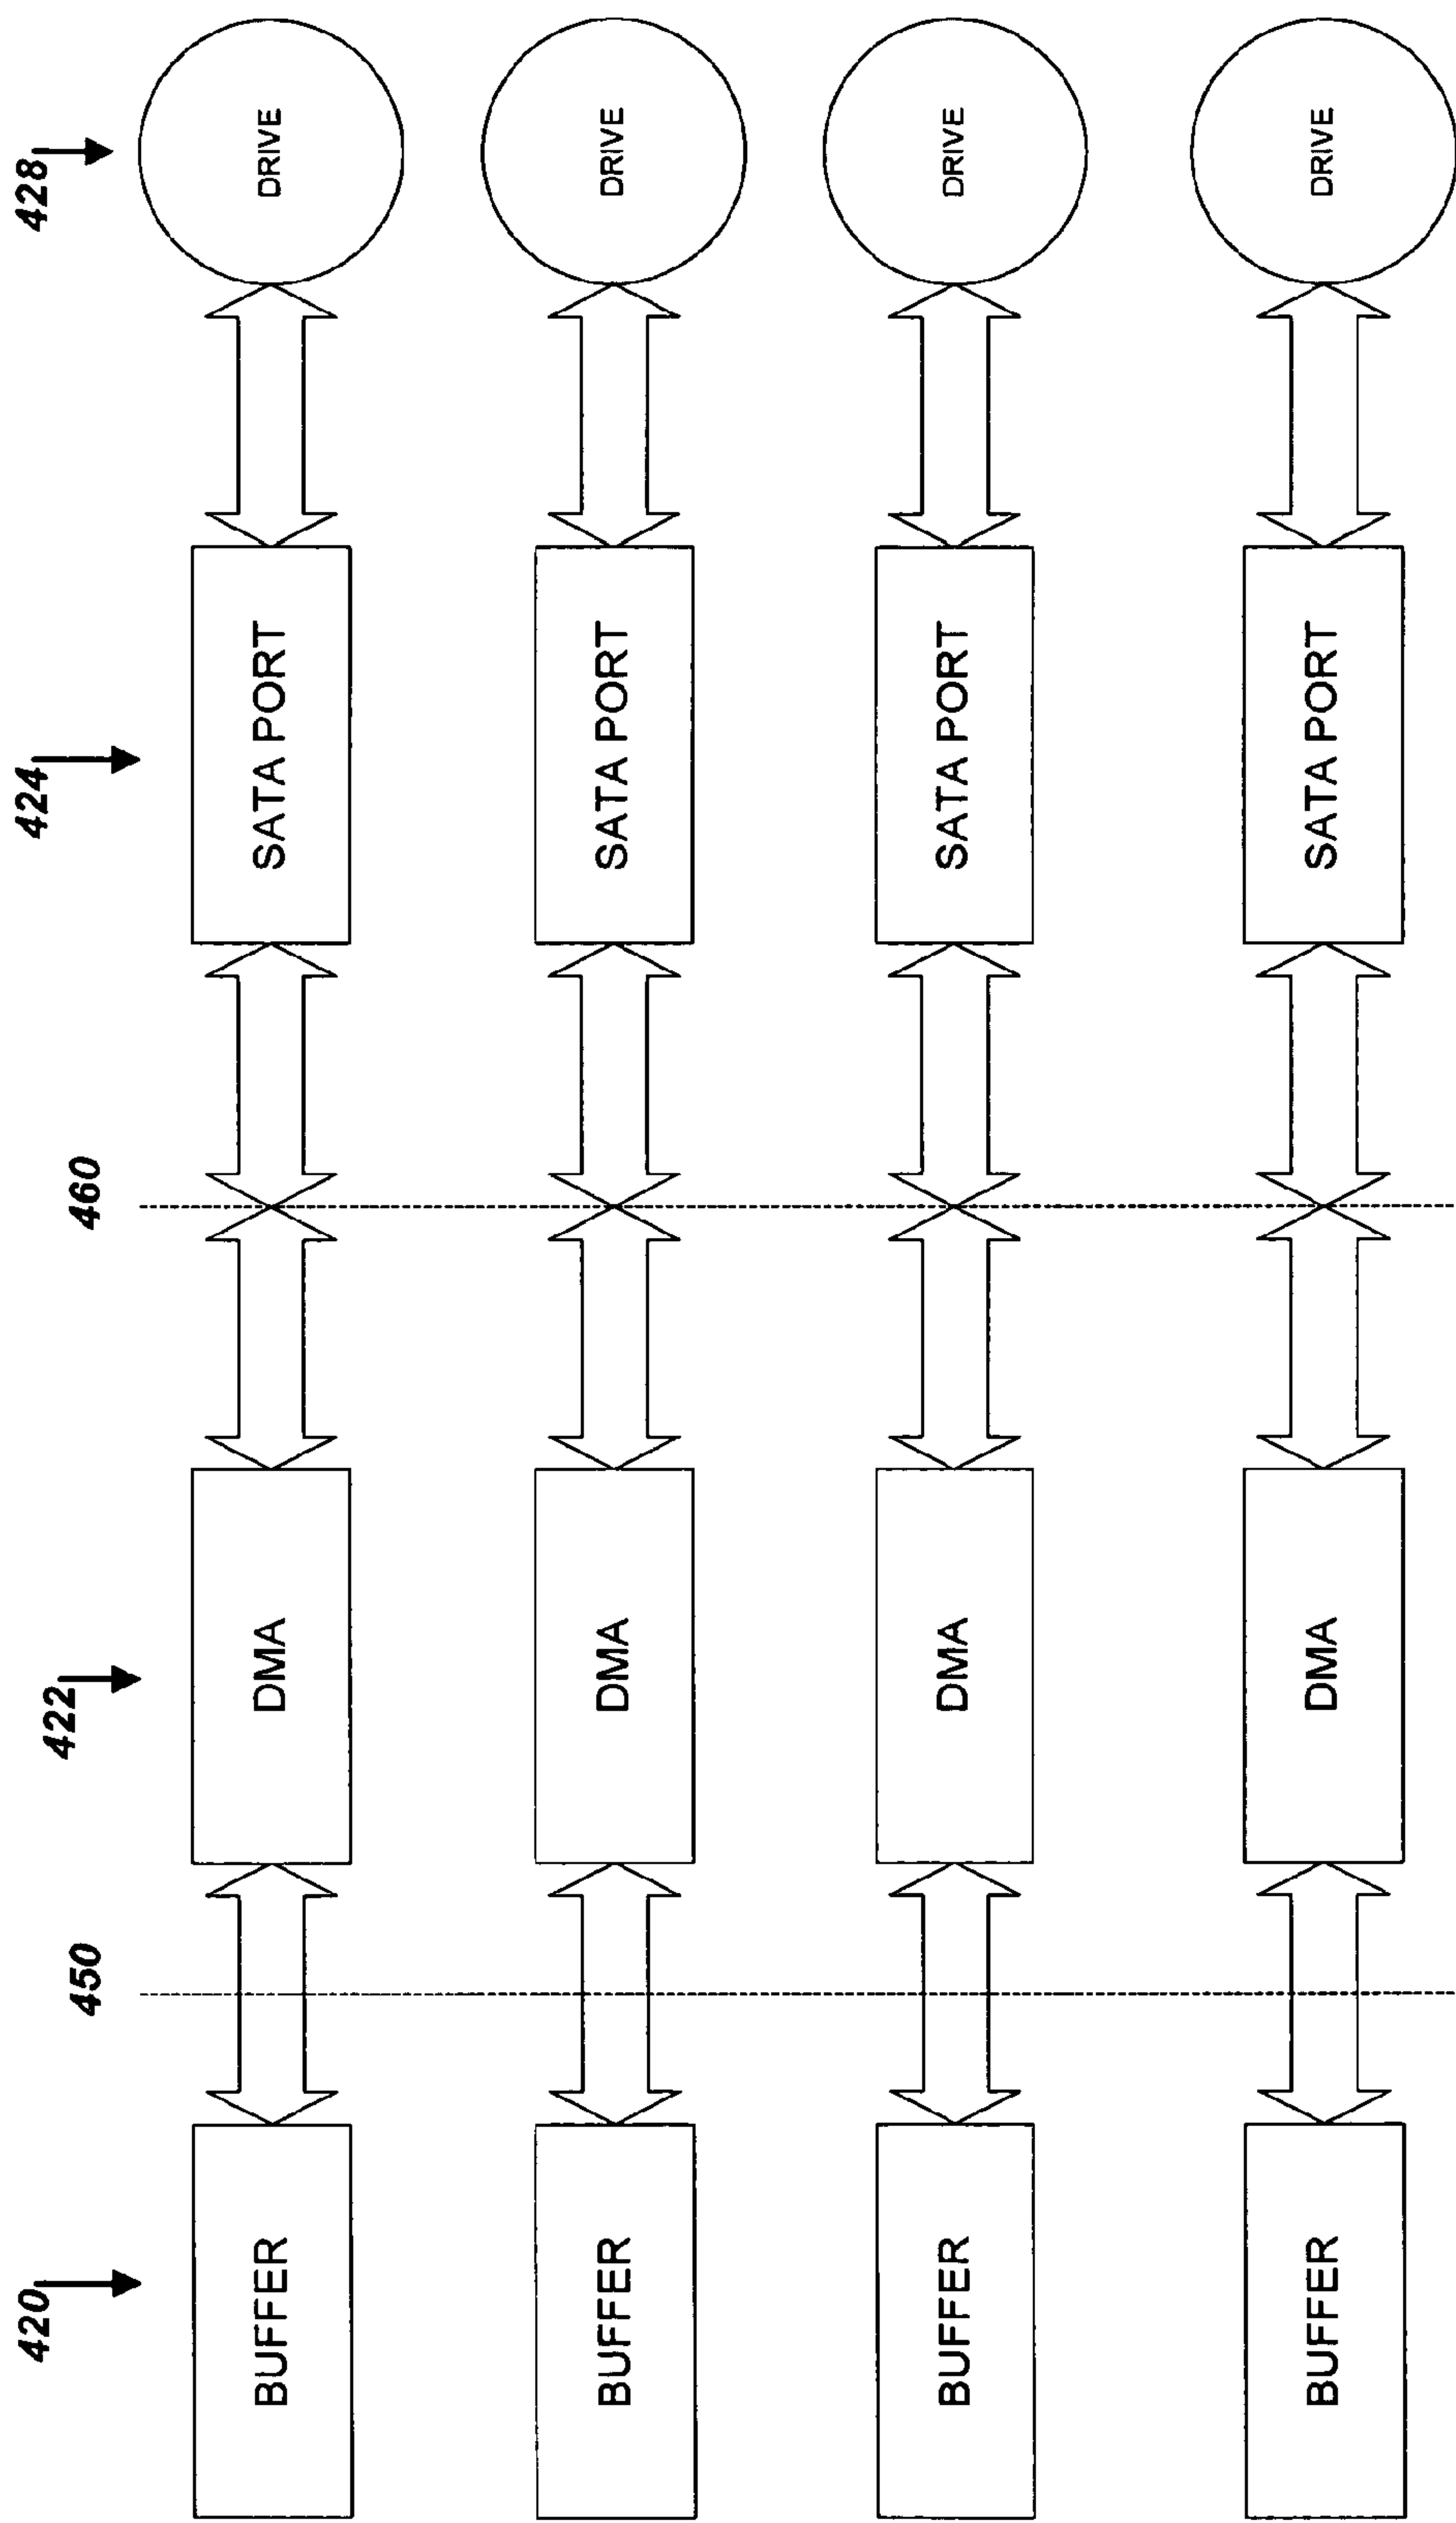 420
422
424
428
450
460
BUFFER
DMA
SATA PORT
DRIVE
BUFFER
DMA
SATA PORT
DRIVE
BUFFER
DMA
SATA PORT
DRIVE
BUFFER
DMA
SATA PORT
DRIVE